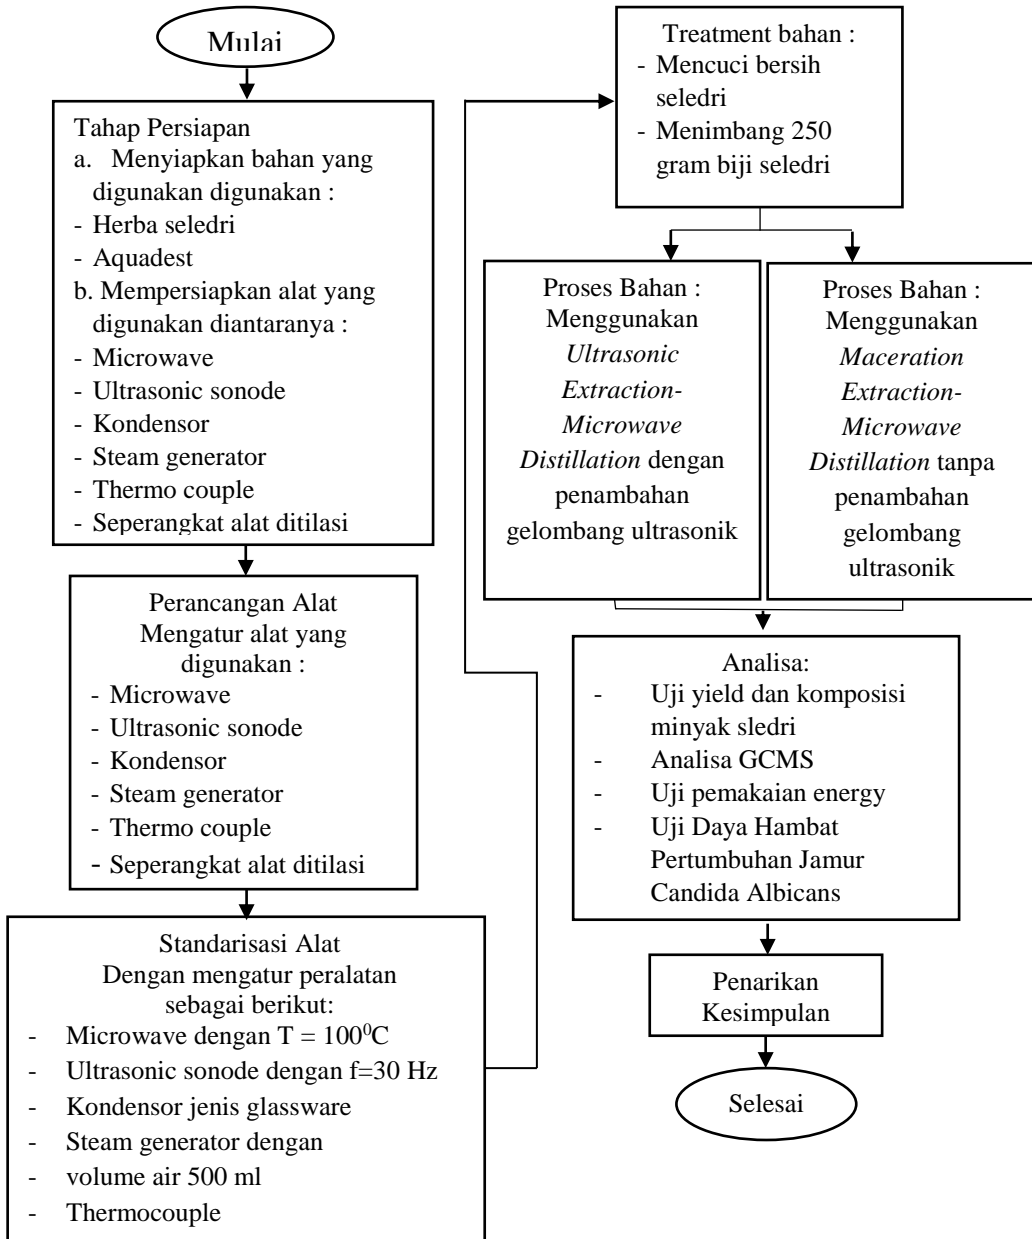 Mulai
Tahap Persiapan
a. Menyiapkan bahan yang
digunakan digunakan :
- Herba seledri
- Aquadest
b. Mempersiapkan alat yang
digunakan diantaranya :
- Microwave
- Ultrasonic sonode
- Kondensor
- Steam generator
- Thermo couple
- Seperangkat alat ditilasi
Perancangan Alat
Mengatur alat yang
digunakan :
- Microwave
- Ultrasonic sonode
- Kondensor
- Steam generator
- Thermo couple
- Seperangkat alat ditilasi
Standarisasi Alat
Dengan mengatur peralatan
sebagai berikut:
- Microwave dengan T = 100⁰C
- Ultrasonic sonode dengan f=30 Hz
- Kondensor jenis glassware
- Steam generator dengan
- volume air 500 ml
- Thermocouple
Treatment bahan :
- Mencuci bersih
seledri
- Menimbang 250
gram biji seledri
Proses Bahan :
Menggunakan
Ultrasonic
Extraction-
Microwave
Distillation dengan
penambahan
gelombang ultrasonik
Proses Bahan :
Menggunakan
Maceration
Extraction-
Microwave
Distillation tanpa
penambahan
gelombang
ultrasonik
Analisa:
- Uji yield dan komposisi
minyak sledri
- Analisa GCMS
- Uji pemakaian energy
- Uji Daya Hambat
Pertumbuhan Jamur
Candida Albicans
Penarikan
Kesimpulan
Selesai